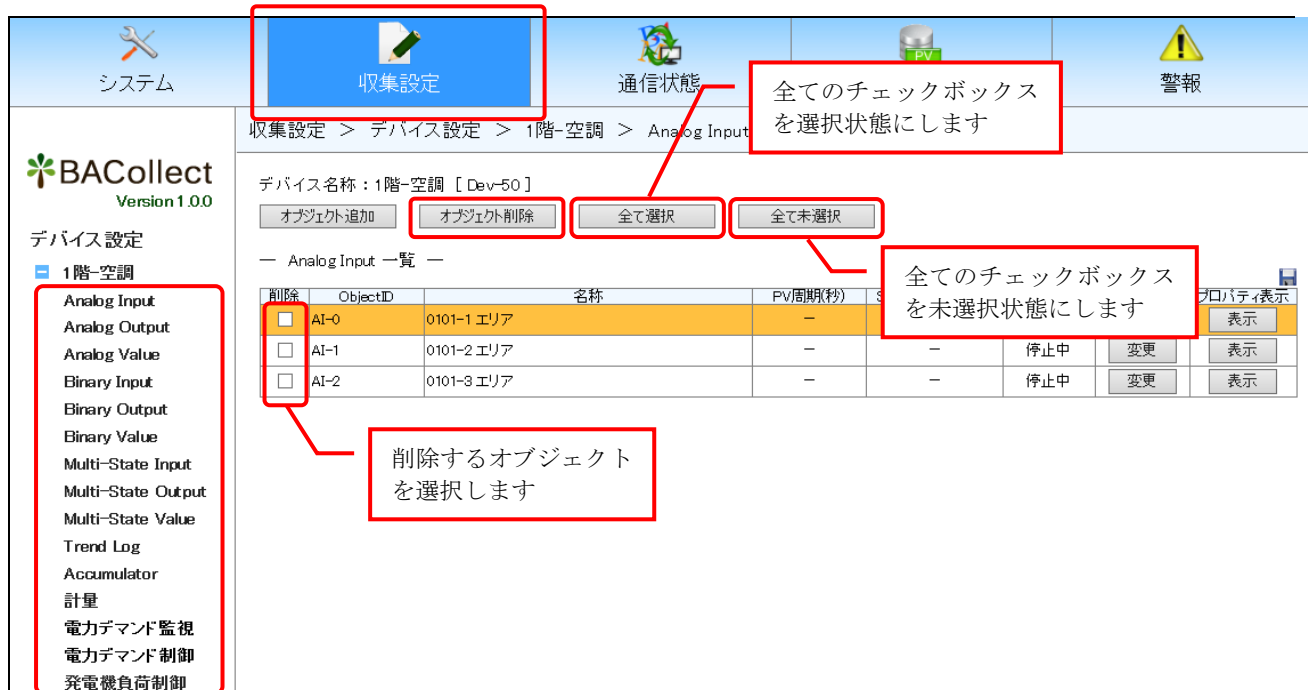 システム
収集設定
通信状態
PV
警報
全てのチェックボックス
を選択状態にします
収集設定 > デバイス設定 > 1階-空調 > Analog Input
BACollect
Version 1.0.0
デバイス設定
1階-空調
Analog Input
Analog Output
Analog Value
Binary Input
Binary Output
Binary Value
Multi-State Input
Multi-State Output
Multi-State Value
Trend Log
Accumulator
計量
電力デマンド監視
電力デマンド制御
発電機負荷制御
デバイス名称:1階-空調 [ Dev-50 ]
オブジェクト追加 オブジェクト削除 全て選択 全て未選択
全てのチェックボックス
を未選択状態にします
― Analog Input 一覧 ―
削除 ObjectID 名称 PV周期(秒) プロパティ表示
AI-0 0101-1 エリア ― 表示
AI-1 0101-2 エリア ― ― 停止中 変更 表示
AI-2 0101-3 エリア ― ― 停止中 変更 表示
削除するオブジェクト
を選択します